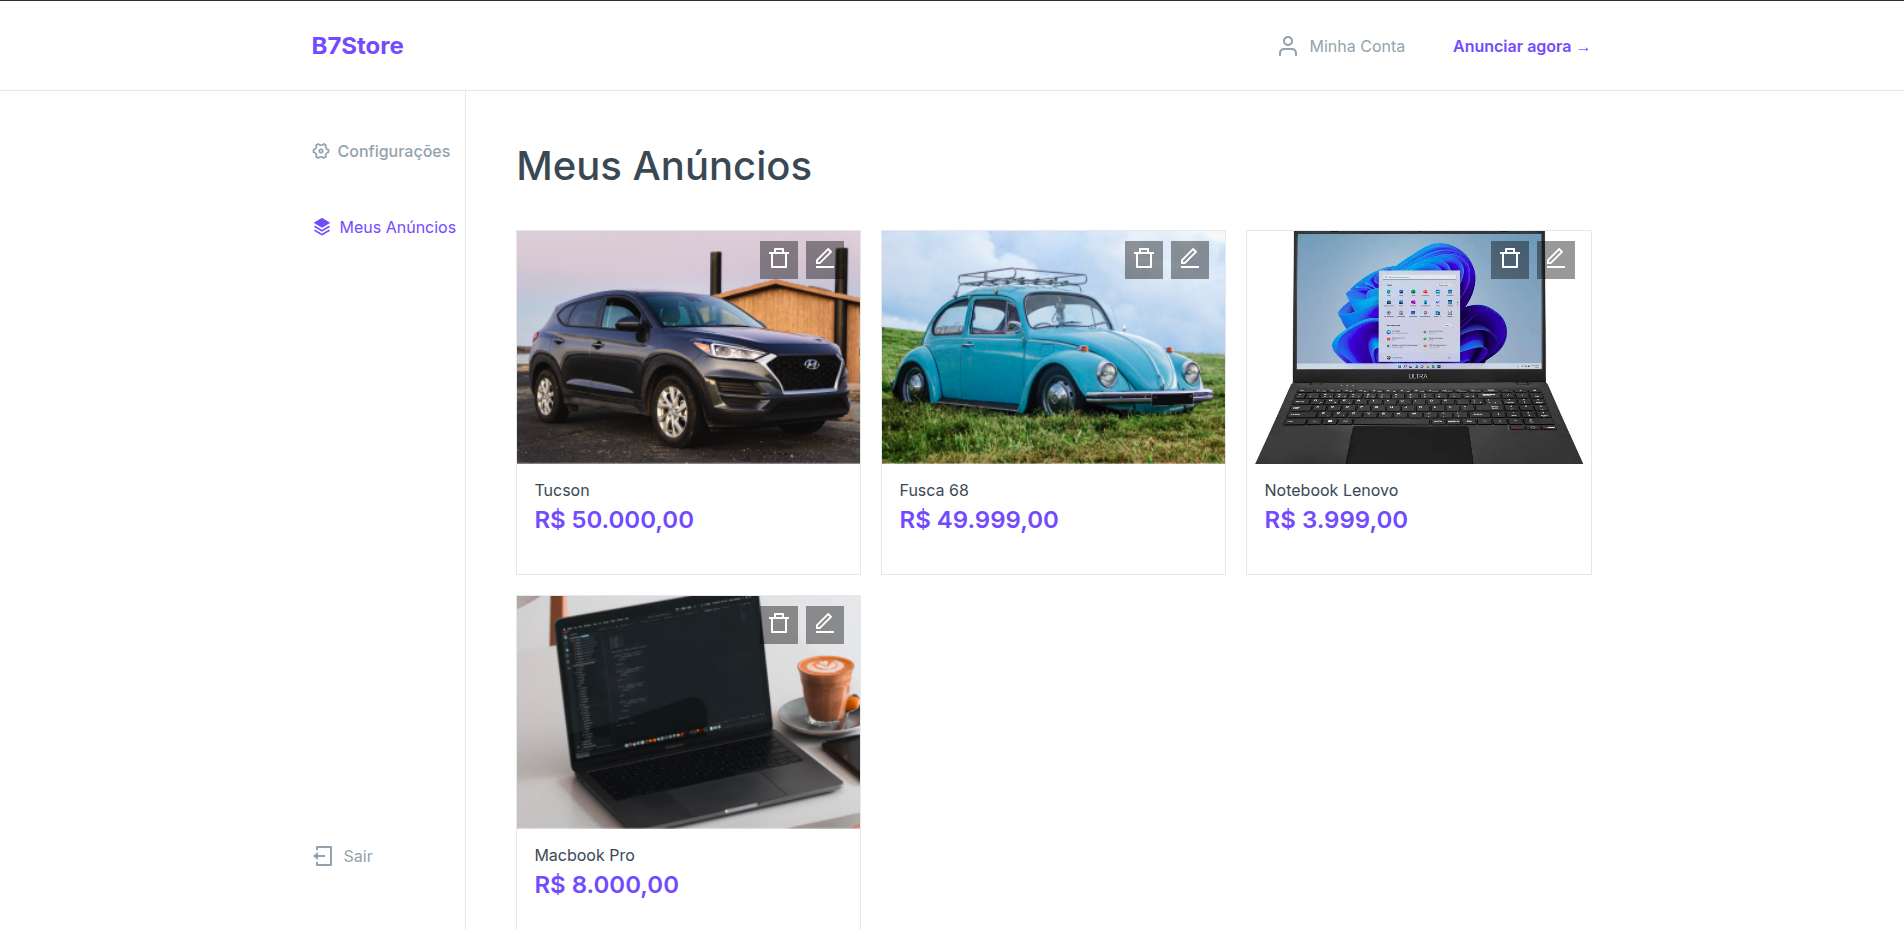 B7Store
Minha Conta
Anunciar agora →
Configurações
Meus Anúncios
Sair
Meus Anúncios
Tucson
R$ 50.000,00
Fusca 68
R$ 49.999,00
ULTRA
Notebook Lenovo
R$ 3.999,00
Macbook Pro
R$ 8.000,00